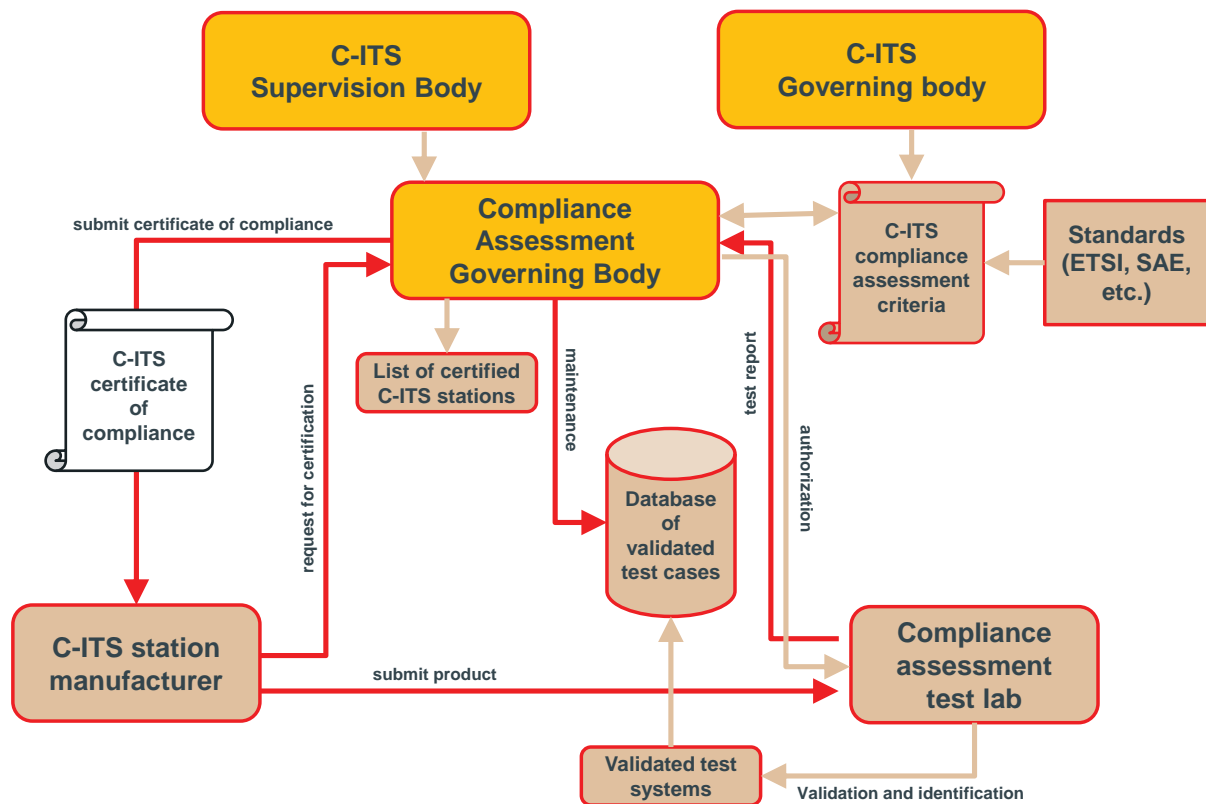 C-ITS
Supervision Body
C-ITS
Governing body
submit certificate of compliance
Compliance
Assessment
Governing Body
C-ITS
compliance
assessment
criteria
Standards
(ETSI, SAE,
etc.)
C-ITS
certificate
of
compliance
request for certification
List of certified
C-ITS stations
maintenance
test report
authorization
Database
of
validated
test cases
C-ITS station
manufacturer
submit product
Compliance
assessment
test lab
Validated test
systems
Validation and identification